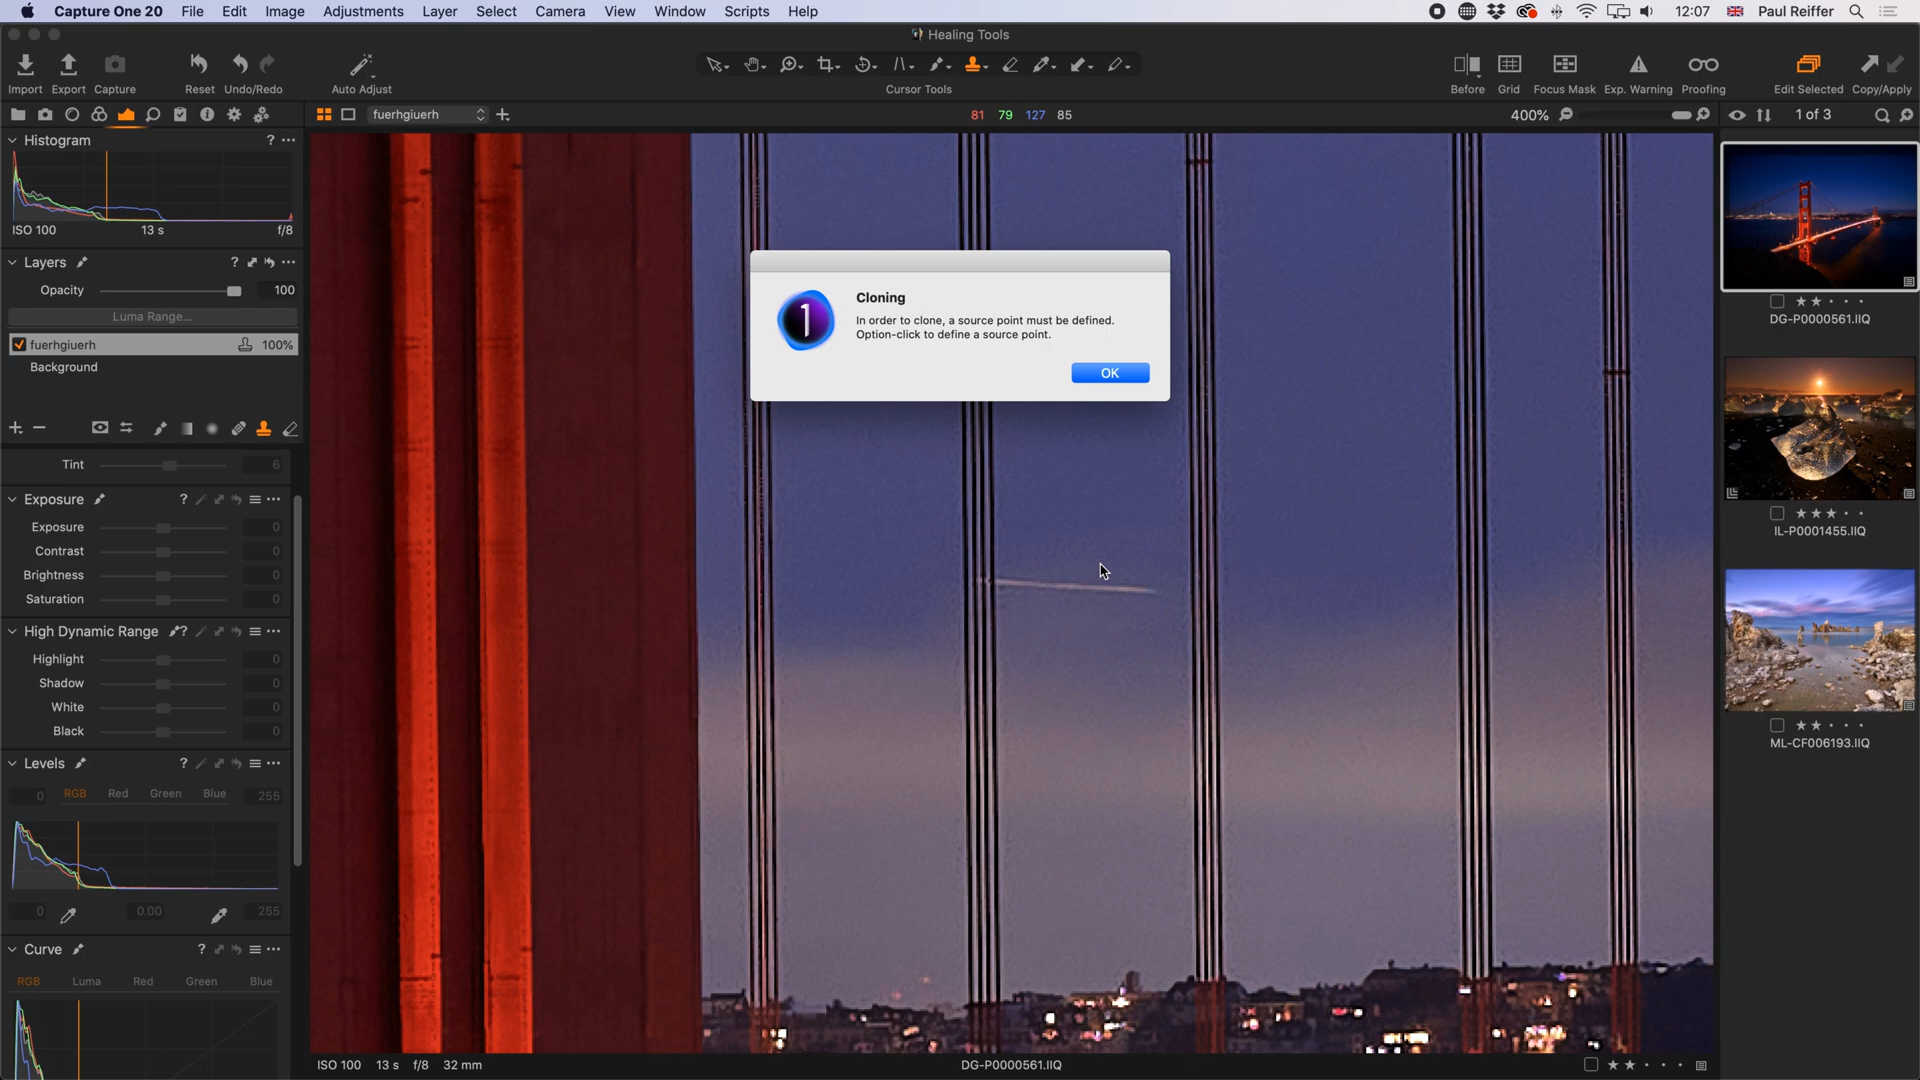 Capture One 20 File Edit Image Adjustments Layer Select Camera View Window Scripts Help 12:07 Paul Reiffer
Healing Tools
Import Export Capture Reset Undo/Redo Auto Adjust Cursor Tools Before Grid Focus Mask Exp. Warning Proofing Edit Selected Copy/Apply
fuerhgiuerh 81 79 127 85 400% 1 of 3
Histogram ?
ISO 100 13 s f/8
Layers ?
Opacity 100
Luma Range...
fuerhgiuerh 100%
Background
Tint 6
Exposure ?
Exposure 0
Contrast 0
Brightness 0
Saturation 0
High Dynamic Range ?
Highlight 0
Shadow 0
White 0
Black 0
Levels ?
0 RGB Red Green Blue 255
0 0.00 255
Curve ?
RGB Luma Red Green Blue
Cloning
In order to clone, a source point must be defined.
Option-click to define a source point.
OK
DG-P0000561.IIQ
IL-P0001455.IIQ
ML-CF006193.IIQ
ISO 100 13 s f/8 32 mm DG-P0000561.IIQ